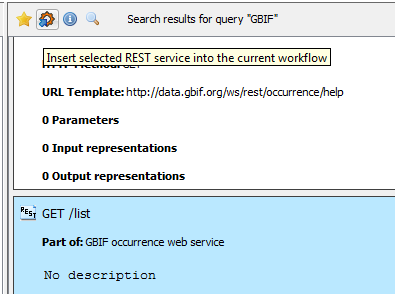 Search results for query "GBIF"
Insert selected REST service into the current workflow
URL Template: http://data.gbif.org/ws/rest/occurrence/help
0 Parameters
0 Input representations
0 Output representations
REST GET /list
Part of: GBIF occurrence web service
No description